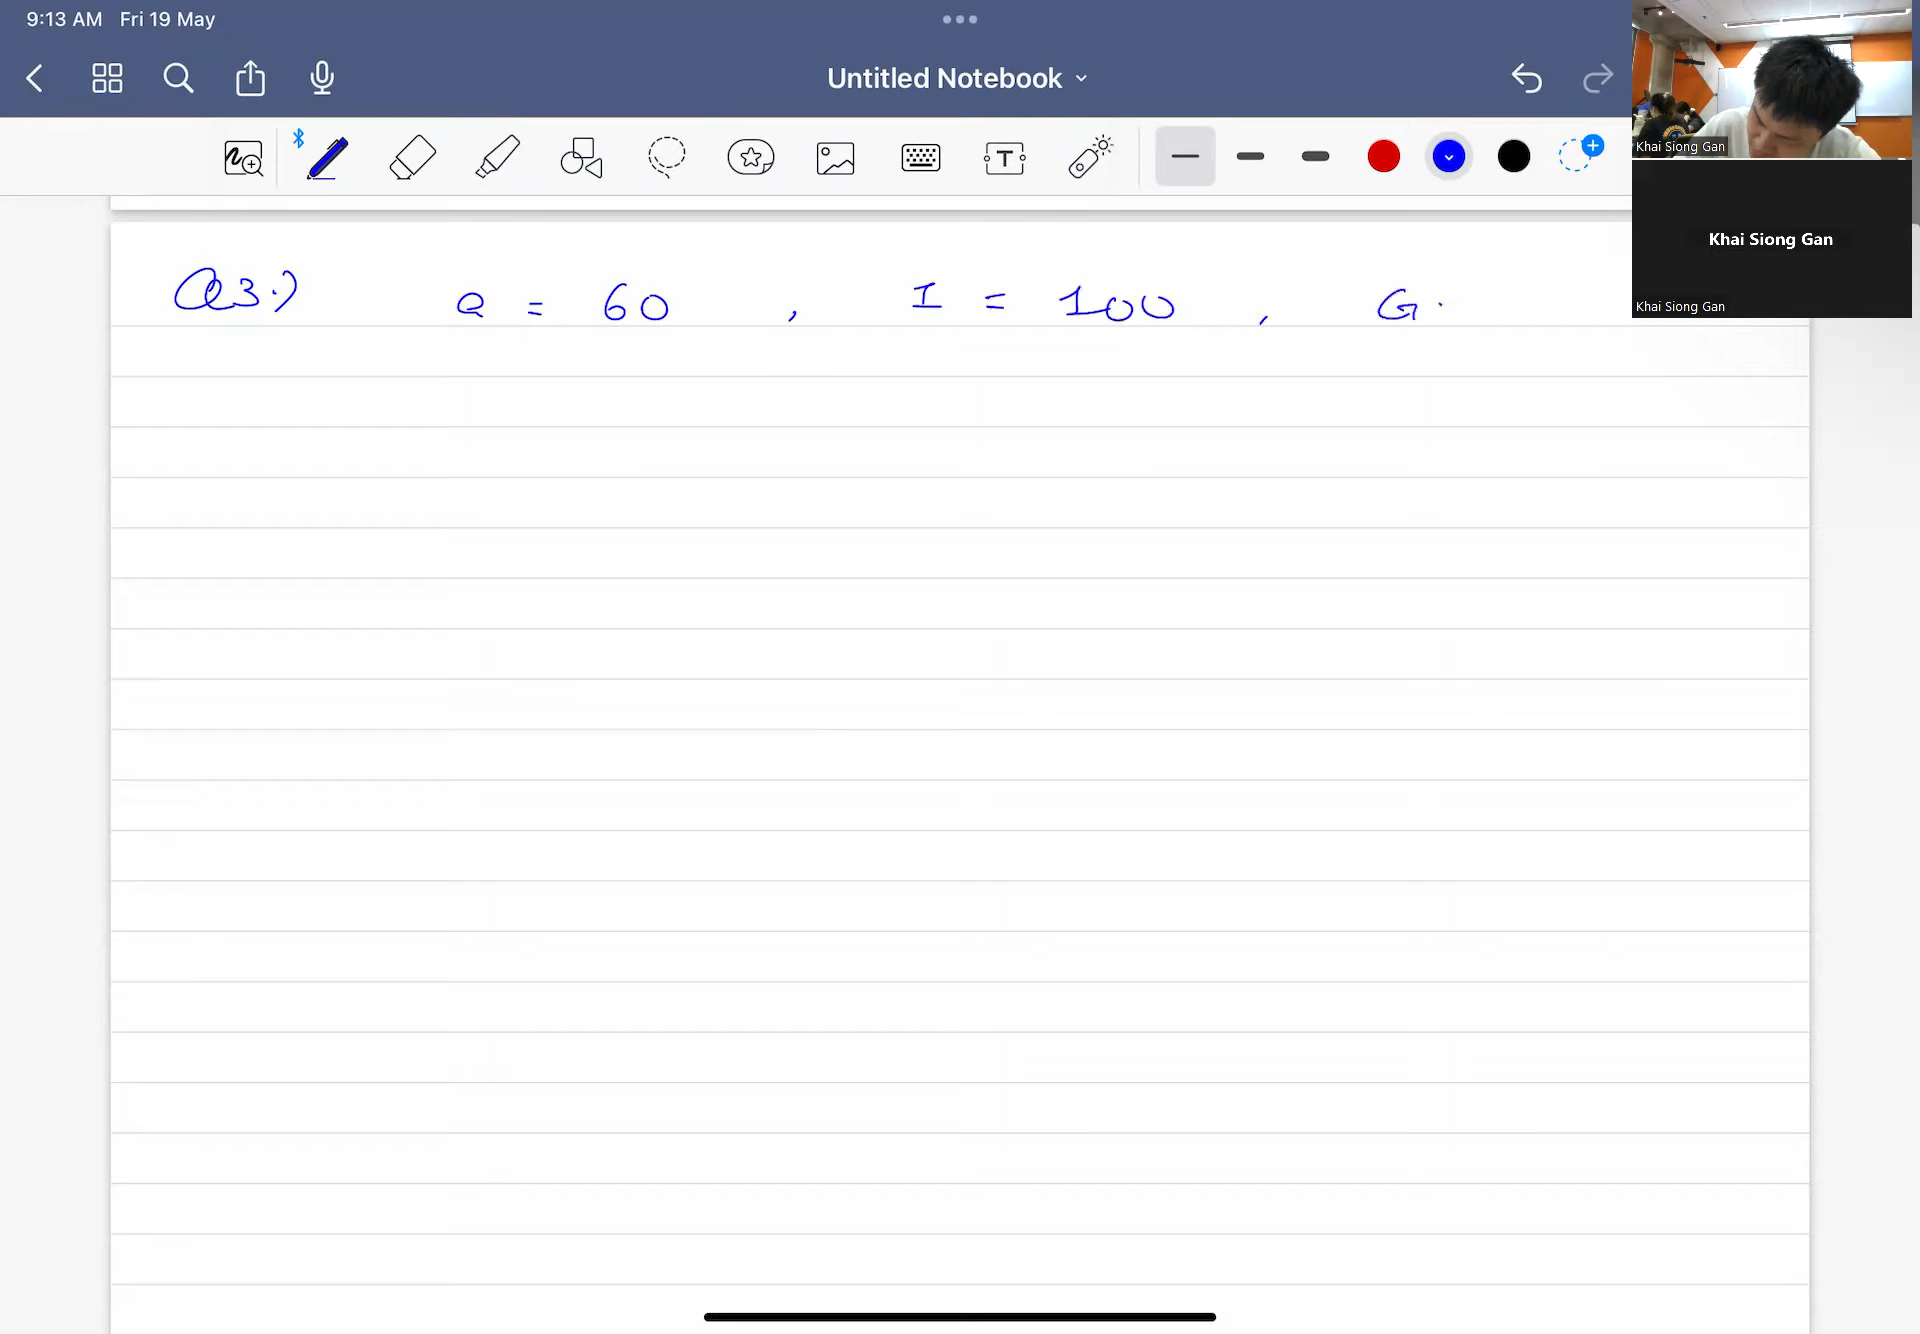 9:13 AM Fri 19 May
Untitled Notebook
T
Khai Siong Gan
Khai Siong Gan
Khai Siong Gan
Q3.) a = 60 , I = 100 , G.